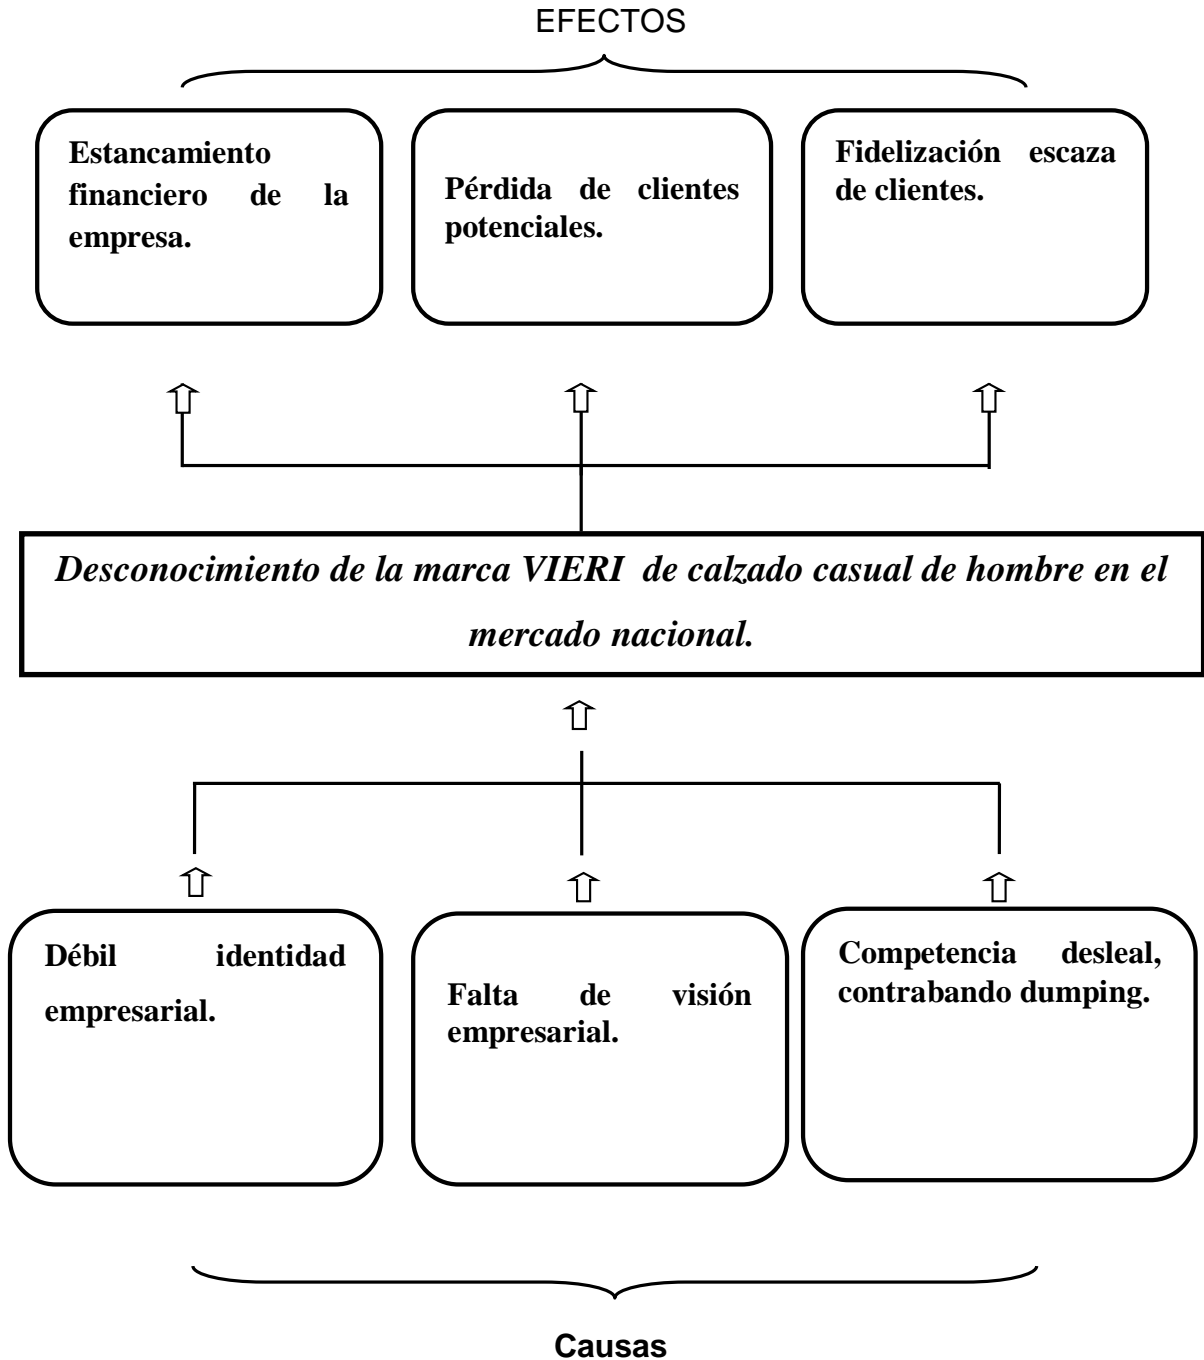 EFECTOS
Estancamiento
financiero de la
empresa.
Pérdida de clientes
potenciales.
Fidelización escaza
de clientes.
Desconocimiento de la marca VIERI de calzado casual de hombre en el
mercado nacional.
Débil identidad
empresarial.
Falta de visión
empresarial.
Competencia desleal,
contrabando dumping.
Causas